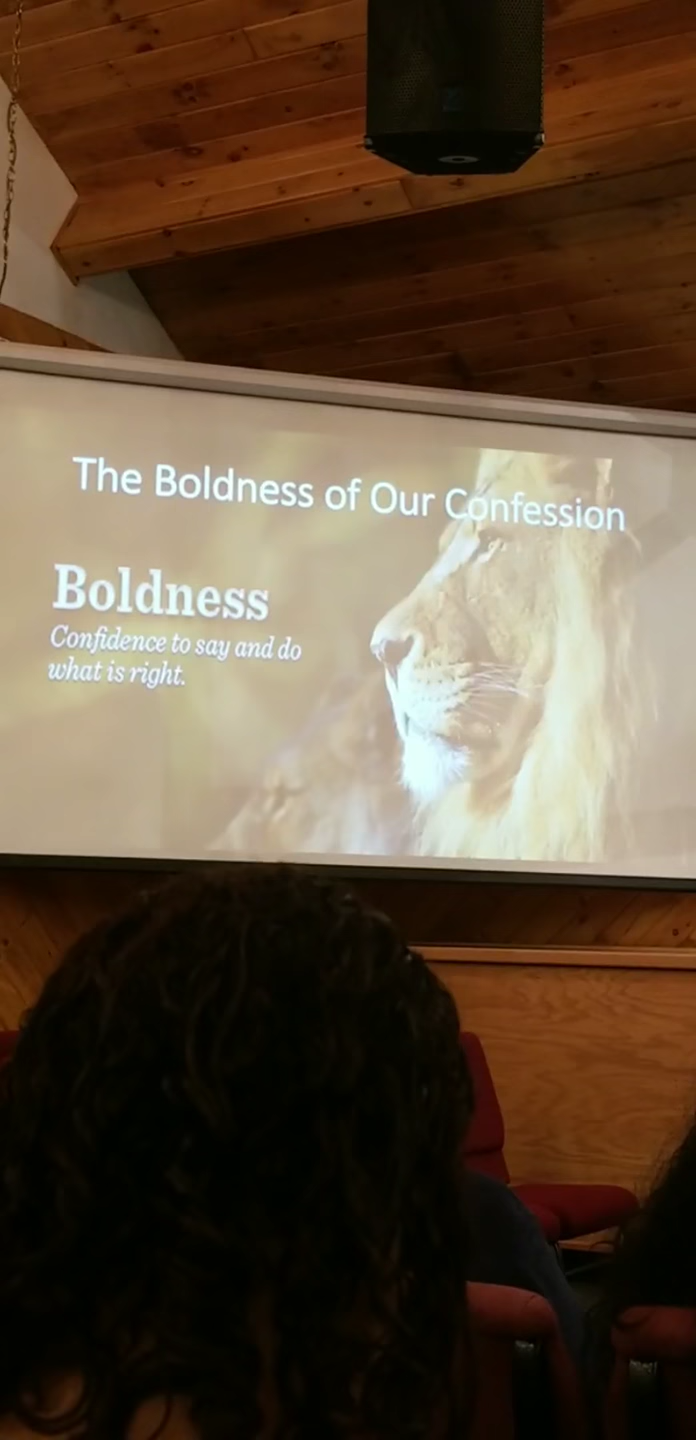 The Boldness of Our Confession
Boldness
Confidence to say and do
what is right.